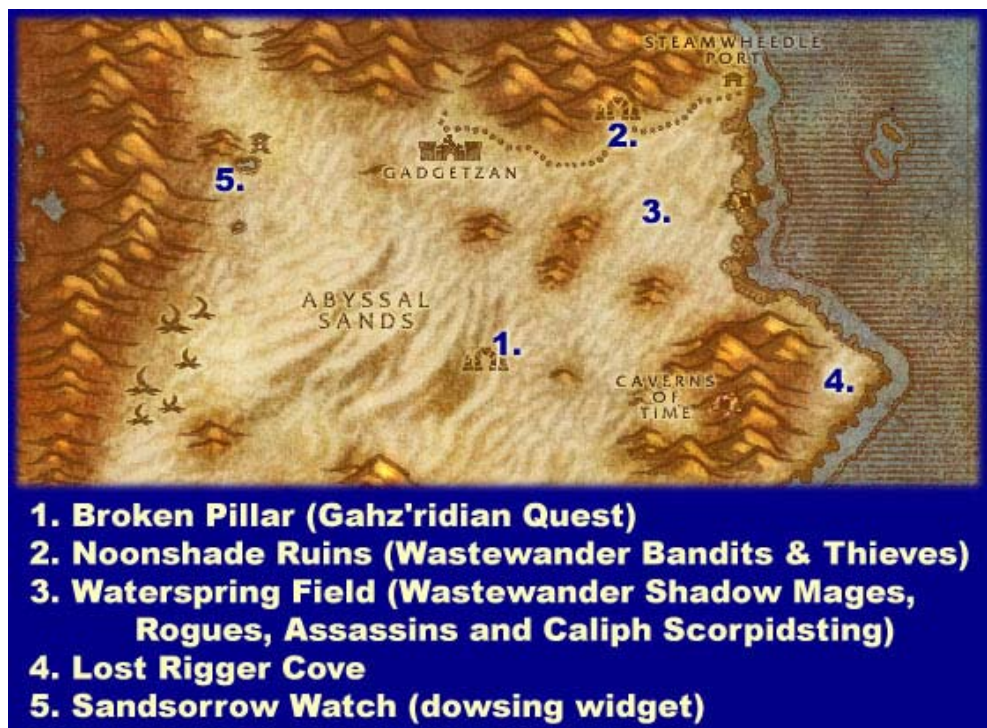 STEAMWHEEDLE
PORT
2.
GADGETZAN
5.
3.
ABYSSAL
SANDS
1.
CAVERNS
OF
TIME
4.
1. Broken Pillar (Gahz'ridian Quest)
2. Noonshade Ruins (Wastewander Bandits & Thieves)
3. Waterspring Field (Wastewander Shadow Mages,
Rogues, Assassins and Caliph Scorpidsting)
4. Lost Rigger Cove
5. Sandsorrow Watch (dowsing widget)